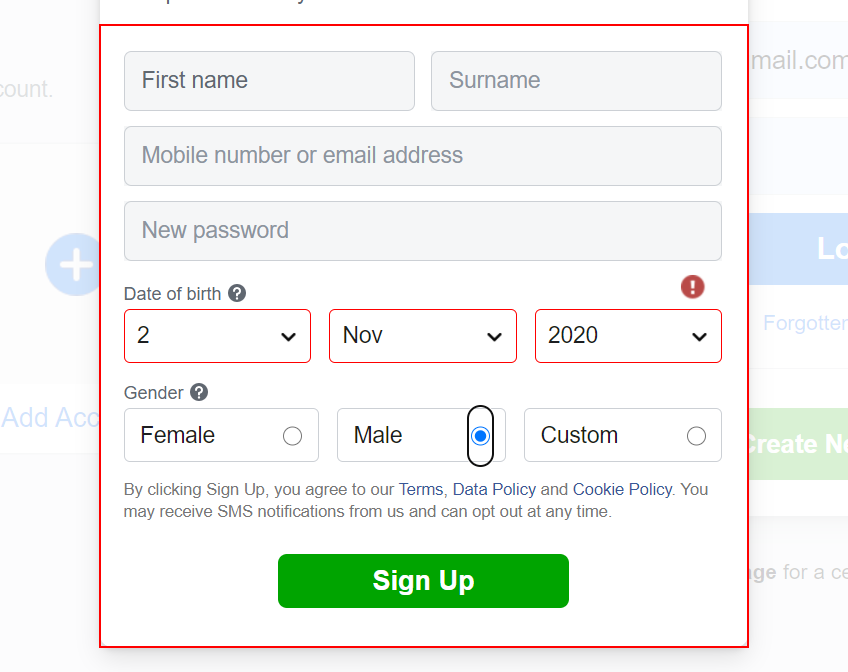 mail.com
First name Surname
count.
Mobile number or email address
New password
Lo
Date of birth ? !
Forgotten
2 Nov 2020
Gender ?
Add Acc
Female Male Custom
Create Ne
By clicking Sign Up, you agree to our Terms, Data Policy and Cookie Policy. You
may receive SMS notifications from us and can opt out at any time.
Sign Up
ge for a ce